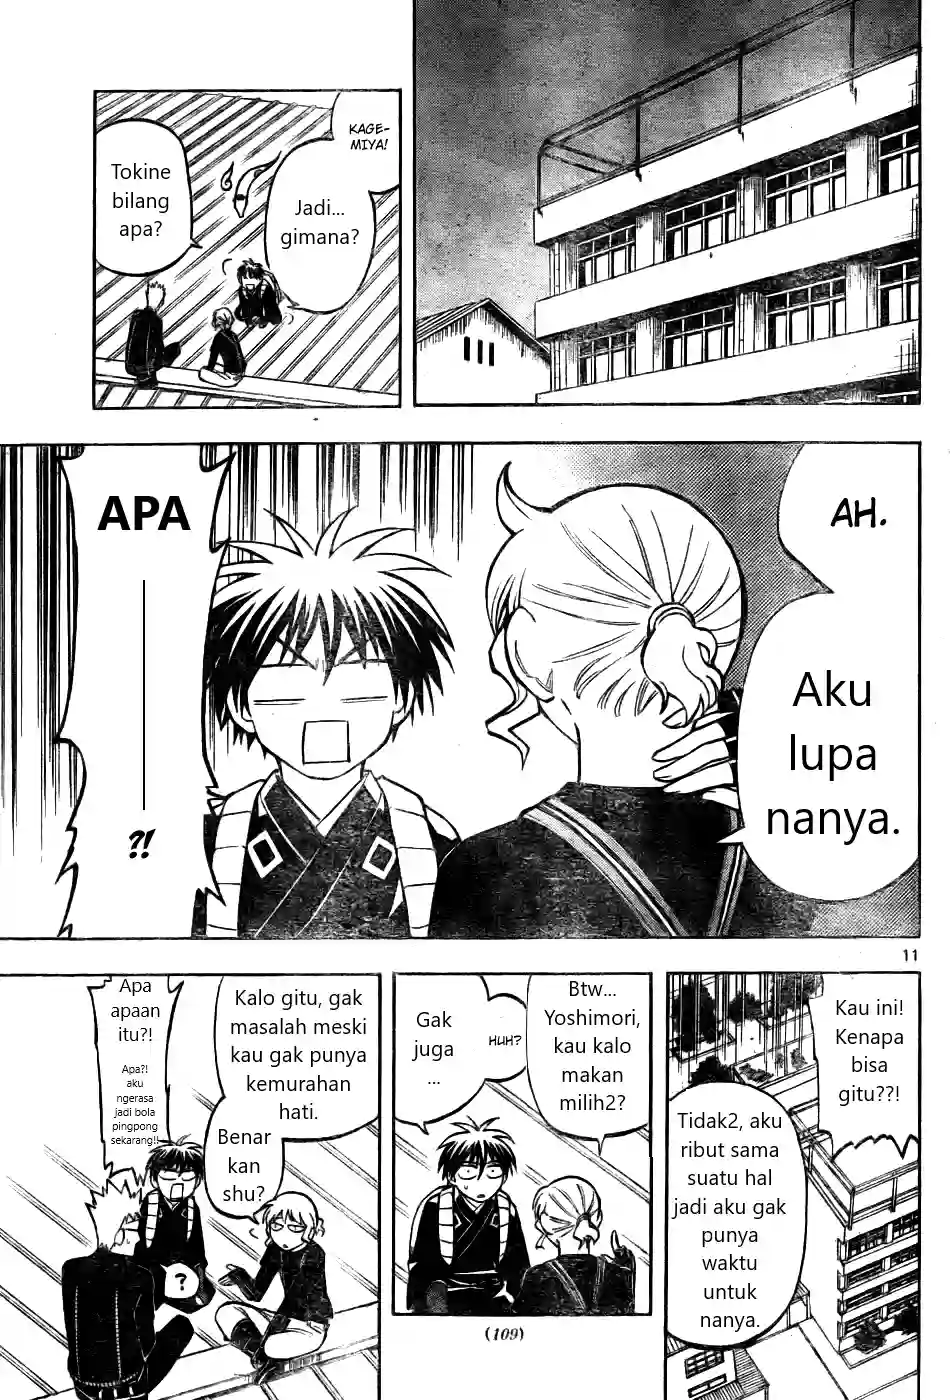 KAGE-
MIYA!
Jadi...
gimana?
Tokine
bilang
apa?
AH.
Aku
lupa
nanya.
APA
?!
11
Kau ini!
Kenapa
bisa
gitu??!
Tidak2, aku
ribut sama
suatu hal
jadi aku gak
punya
waktu
untuk
nanya.
Btw...
Yoshimori,
kau kalo
makan
milih2?
HUH?
Gak
juga
...
Kalo gitu, gak
masalah meski
kau gak punya
kemurahan
hati.
Benar
kan
shu?
Apa
apaan
itu?!
Apa?!
aku
ngerasa
jadi bola
pingpong
sekarang!!
?
(109)